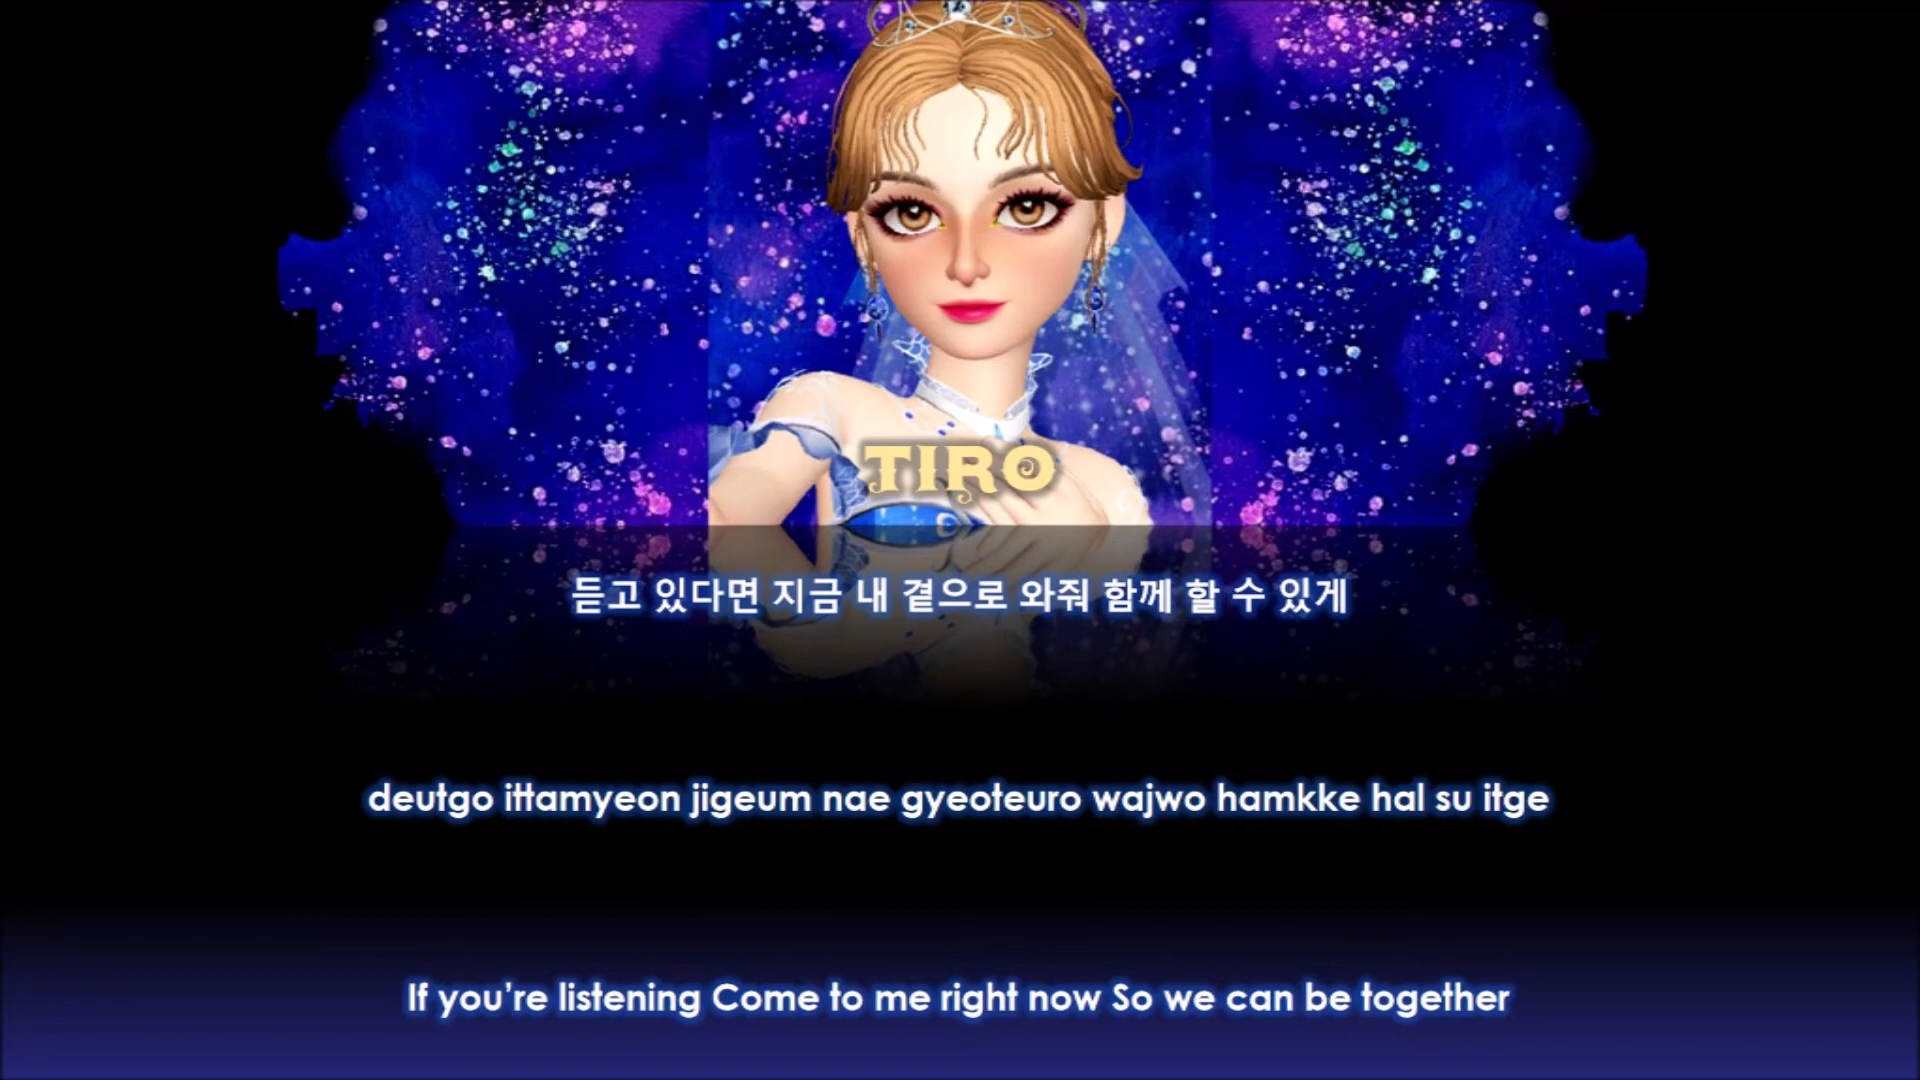 TIRO
듣고 있다면 지금 내 곁으로 와줘 함께 할 수 있게
deutgo ittamyeon jigeum nae gyeoteuro wajwo hamkke hal su itge
If you're listening Come to me right now So we can be together